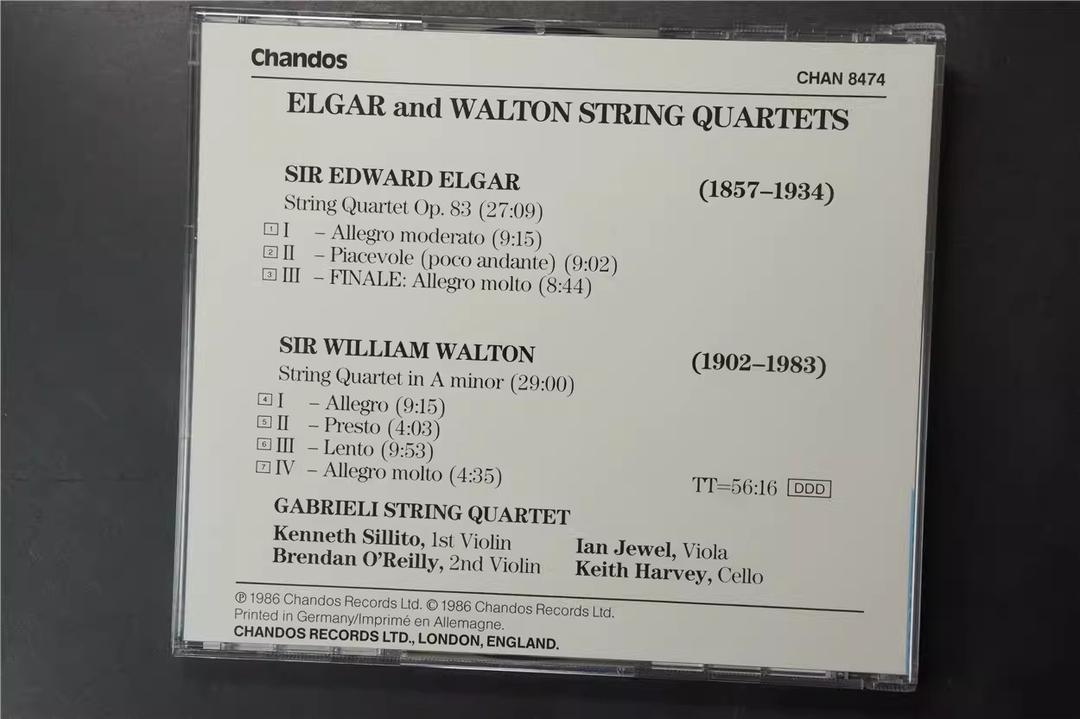 Chandos
CHAN 8474
ELGAR and WALTON STRING QUARTETS
SIR EDWARD ELGAR (1857–1934)
String Quartet Op. 83 (27:09)
1 I – Allegro moderato (9:15)
2 II – Piacevole (poco andante) (9:02)
3 III – FINALE: Allegro molto (8:44)
SIR WILLIAM WALTON (1902–1983)
String Quartet in A minor (29:00)
4 I – Allegro (9:15)
5 II – Presto (4:03)
6 III – Lento (9:53)
7 IV – Allegro molto (4:35)
TT=56:16 DDD
GABRIELI STRING QUARTET
Kenneth Sillito, 1st Violin Ian Jewel, Viola
Brendan O'Reilly, 2nd Violin Keith Harvey, Cello
℗ 1986 Chandos Records Ltd. © 1986 Chandos Records Ltd.
Printed in Germany/Imprimé en Allemagne.
CHANDOS RECORDS LTD., LONDON, ENGLAND.